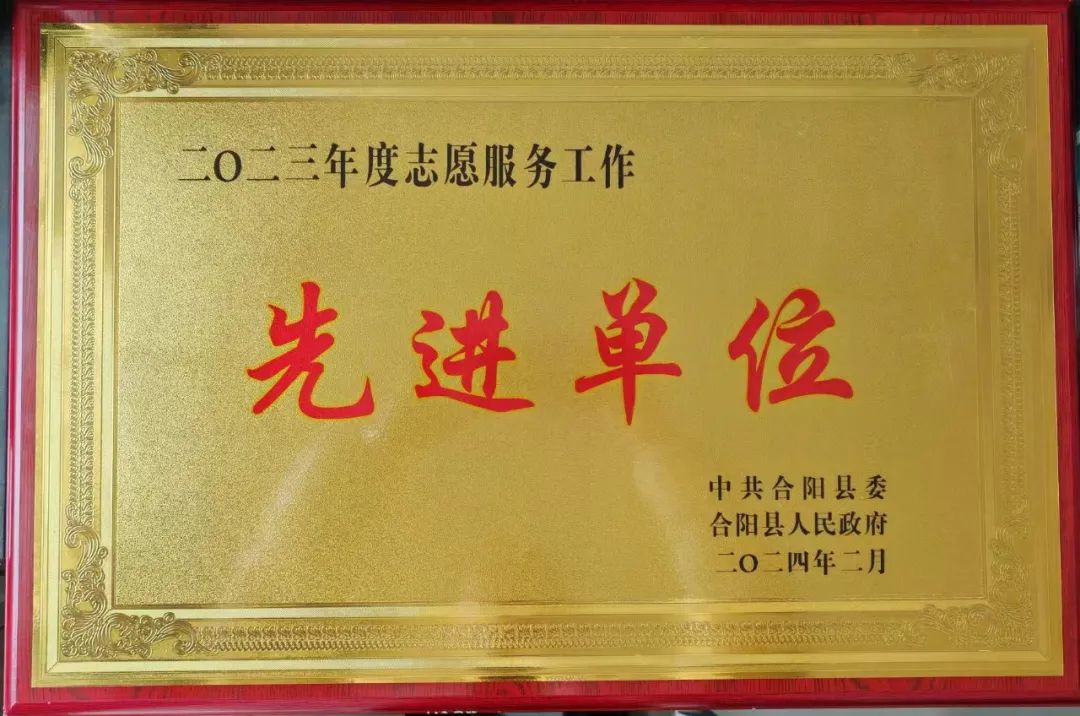 二〇二三年度志愿服务工作
先进单位
中共合阳县委
合阳县人民政府
二〇二四年二月